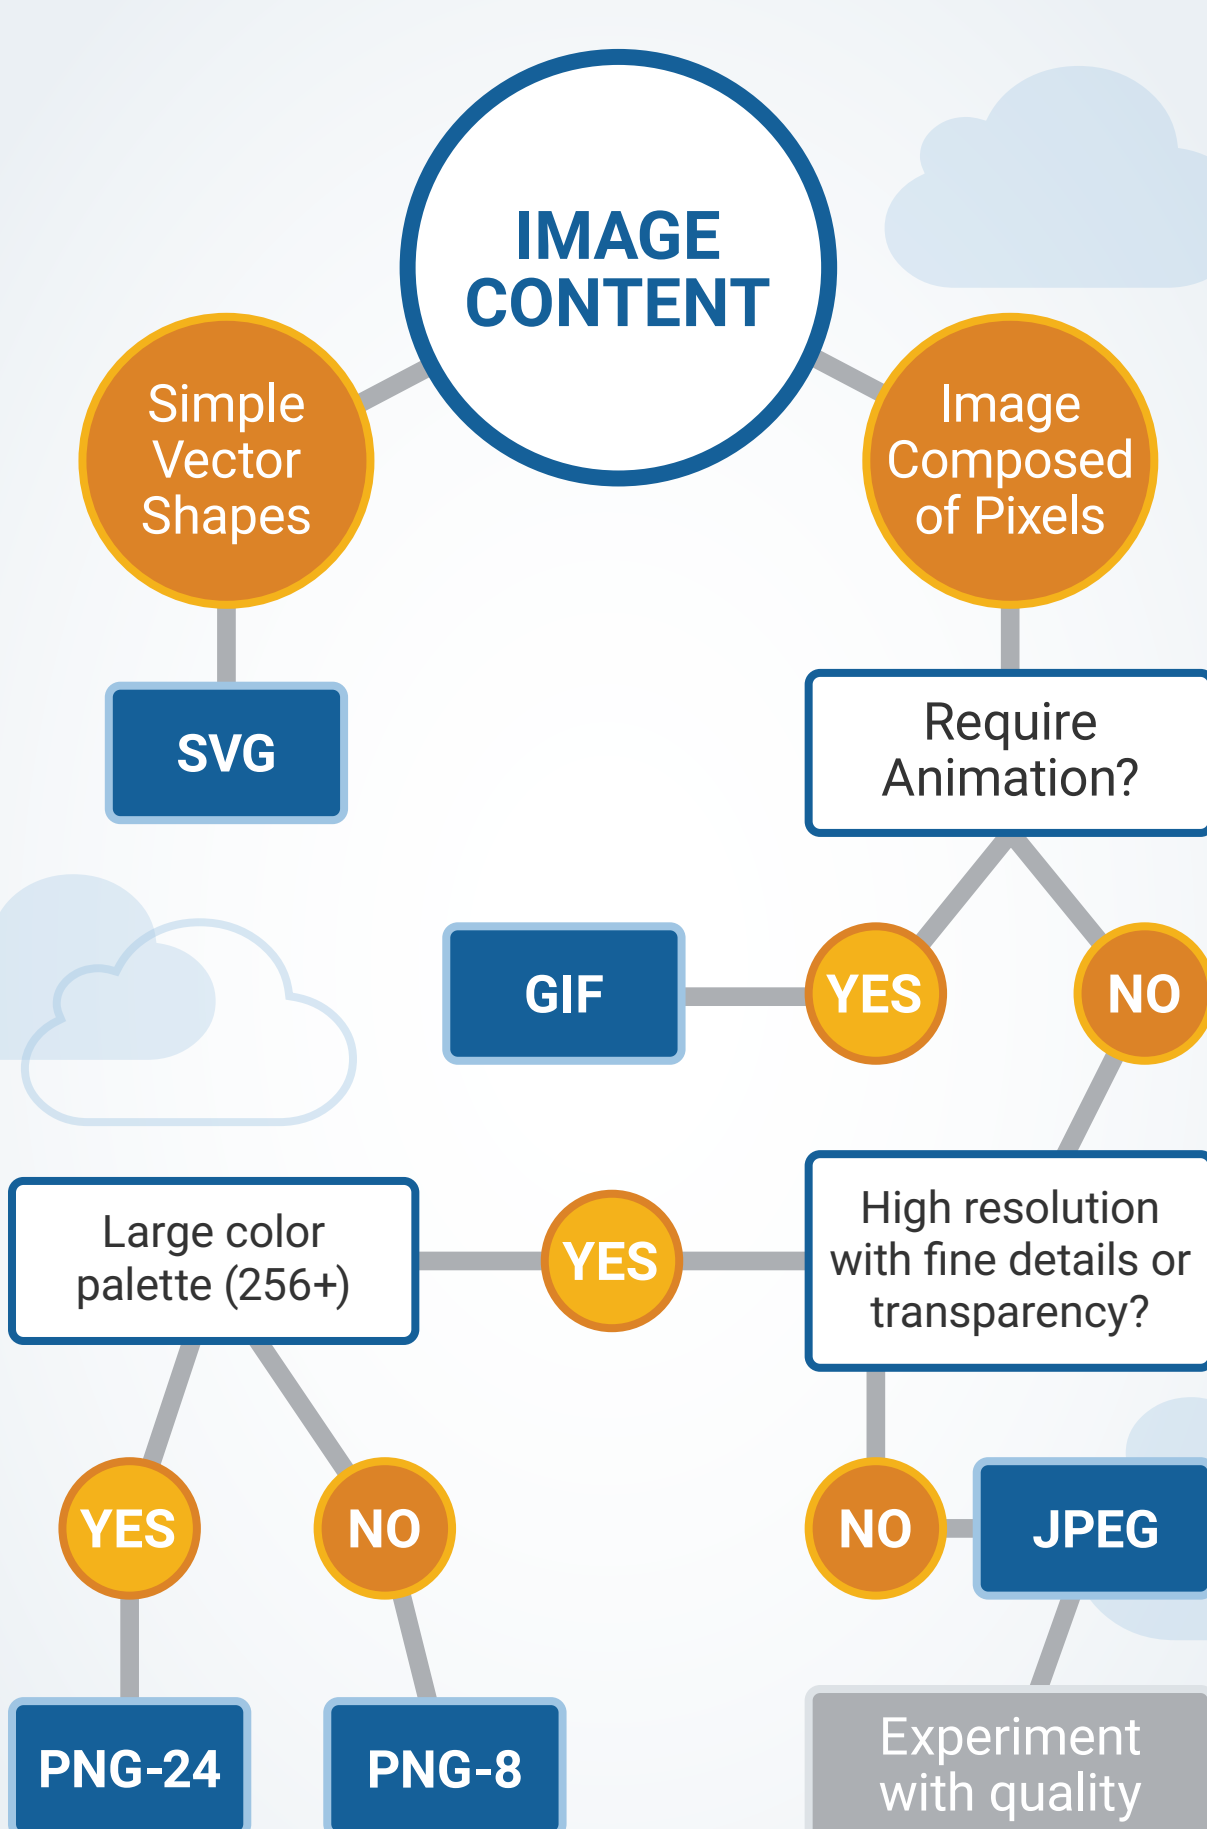 IMAGE
CONTENT
Simple
Vector
Shapes
Image
Composed
of Pixels
SVG
Require
Animation?
GIF
YES
NO
Large color
palette (256+)
YES
High resolution
with fine details or
transparency?
YES
NO
NO
JPEG
PNG-24
PNG-8
Experiment
with quality